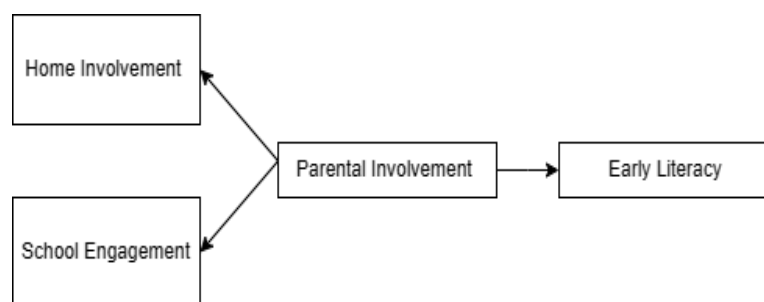 Home Involvement
Parental Involvement
Early Literacy
School Engagement